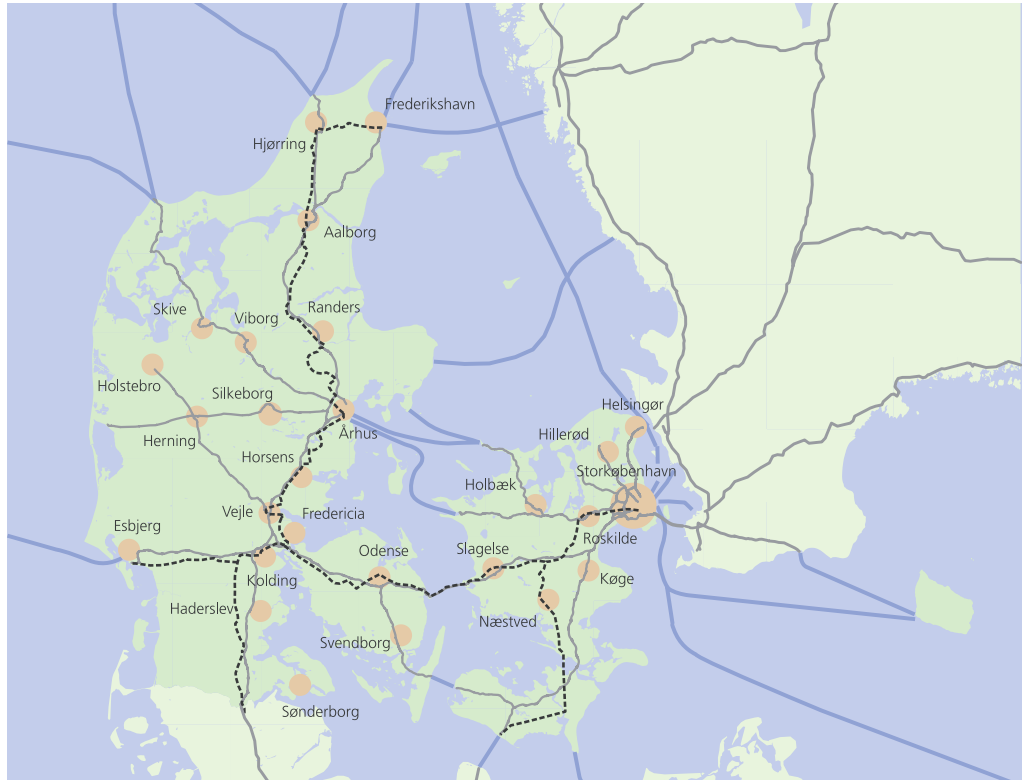 Frederikshavn
Hjørring
Aalborg
Skive
Viborg
Randers
Holstebro
Silkeborg
Helsingør
Herning
Århus
Hillerød
Horsens
Storkøbenhavn
Holbæk
Vejle
Fredericia
Esbjerg
Roskilde
Odense
Slagelse
Kolding
Køge
Haderslev
Næstved
Svendborg
Sønderborg